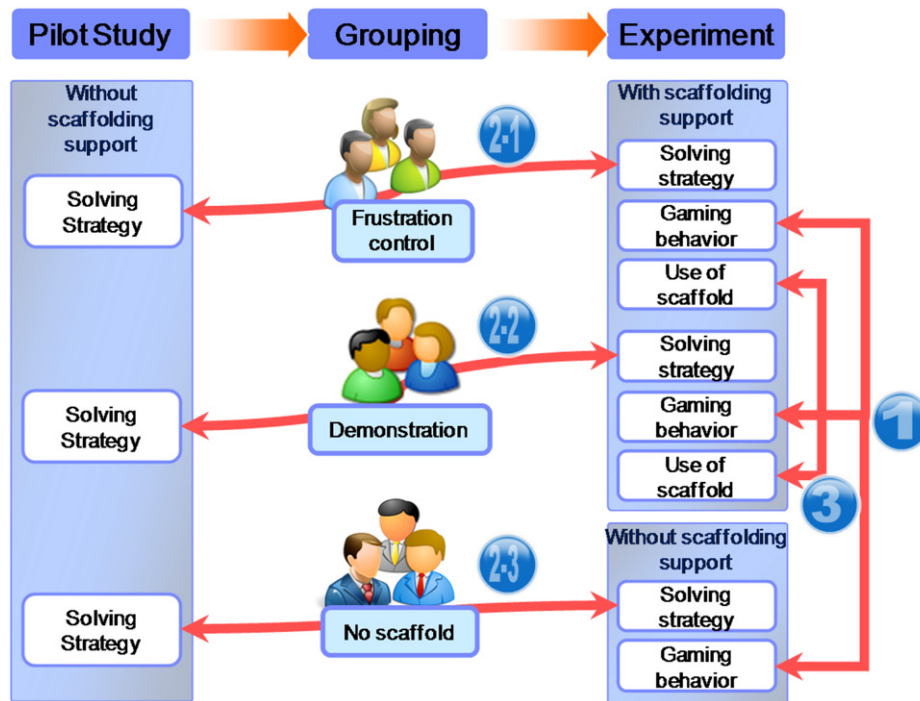 Pilot Study
Grouping
Experiment
Without
scaffolding
support
Solving
Strategy
Solving
Strategy
Solving
Strategy
2-1
Frustration
control
2-2
Demonstration
2-3
No scaffold
With scaffolding
support
Solving
strategy
Gaming
behavior
Use of
scaffold
Solving
strategy
Gaming
behavior
Use of
scaffold
Without scaffolding
support
Solving
strategy
Gaming
behavior
1
3